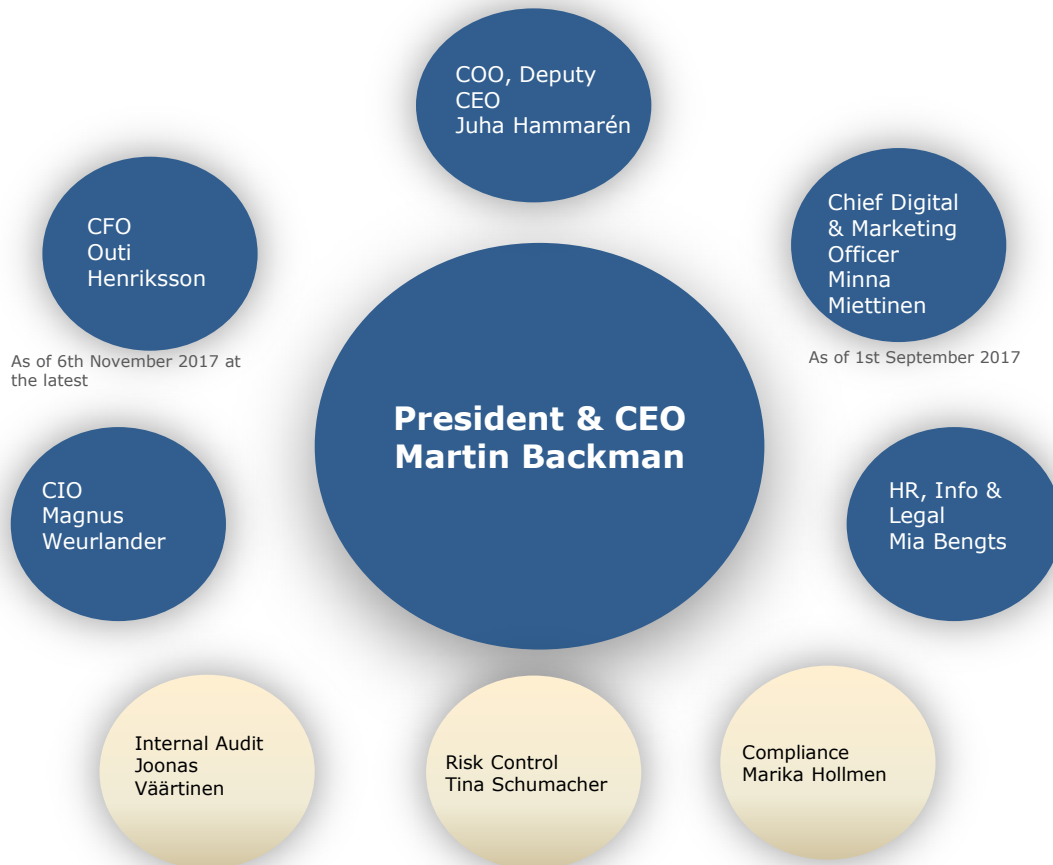 COO, Deputy
CEO
Juha Hammarén
CFO
Outi
Henriksson
As of 6th November 2017 at
the latest
Chief Digital
& Marketing
Officer
Minna
Miettinen
As of 1st September 2017
President & CEO
Martin Backman
CIO
Magnus
Weurlander
HR, Info &
Legal
Mia Bengts
Internal Audit
Joonas
Väärtinen
Risk Control
Tina Schumacher
Compliance
Marika Hollmen